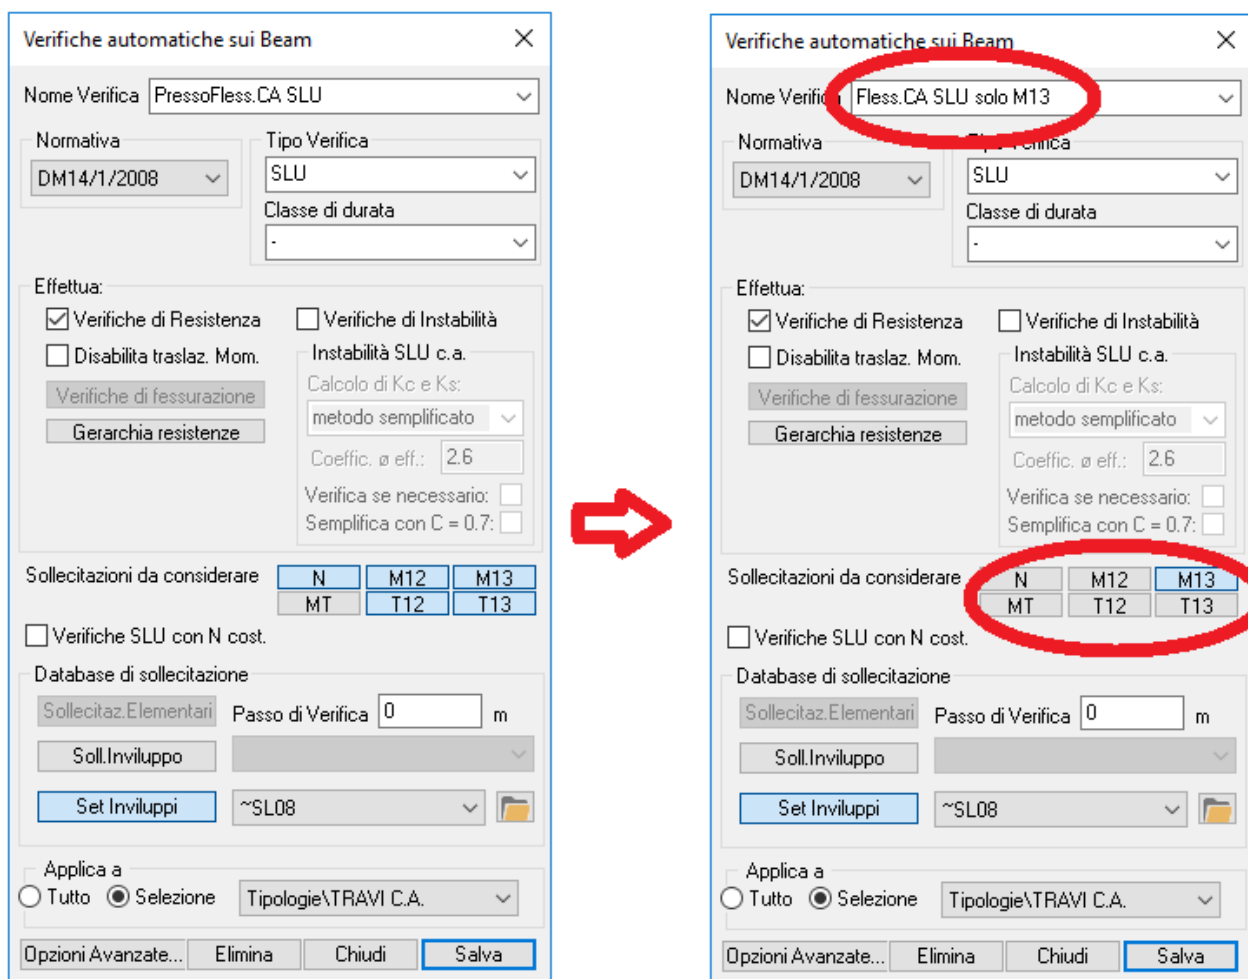 Verifiche automatiche sui Beam
Nome Verifica PressoFless.CA SLU
Normativa
Tipo Verifica
DM14/1/2008
SLU
Classe di durata
-
Effettua:
Verifiche di Resistenza
Verifiche di Instabilità
Disabilita traslaz. Mom.
Instabilità SLU c.a.
Calcolo di Kc e Ks:
Verifiche di fessurazione
metodo semplificato
Gerarchia resistenze
Coeffic. ø eff.: 2.6
Verifica se necessario:
Semplifica con C = 0.7:
Sollecitazioni da considerare N M12 M13
MT T12 T13
Verifiche SLU con N cost.
Database di sollecitazione
Sollecitaz.Elementari Passo di Verifica 0 m
Soll.Inviluppo
Set Inviluppi ~SL08
Applica a
Tutto Selezione Tipologie\TRAVI C.A.
Opzioni Avanzate... Elimina Chiudi Salva
Verifiche automatiche sui Beam
Nome Verifica Fless.CA SLU solo M13
Normativa
Tipo Verifica
DM14/1/2008
SLU
Classe di durata
-
Effettua:
Verifiche di Resistenza
Verifiche di Instabilità
Disabilita traslaz. Mom.
Instabilità SLU c.a.
Calcolo di Kc e Ks:
Verifiche di fessurazione
metodo semplificato
Gerarchia resistenze
Coeffic. ø eff.: 2.6
Verifica se necessario:
Semplifica con C = 0.7:
Sollecitazioni da considerare N M12 M13
MT T12 T13
Verifiche SLU con N cost.
Database di sollecitazione
Sollecitaz.Elementari Passo di Verifica 0 m
Soll.Inviluppo
Set Inviluppi ~SL08
Applica a
Tutto Selezione Tipologie\TRAVI C.A.
Opzioni Avanzate... Elimina Chiudi Salva